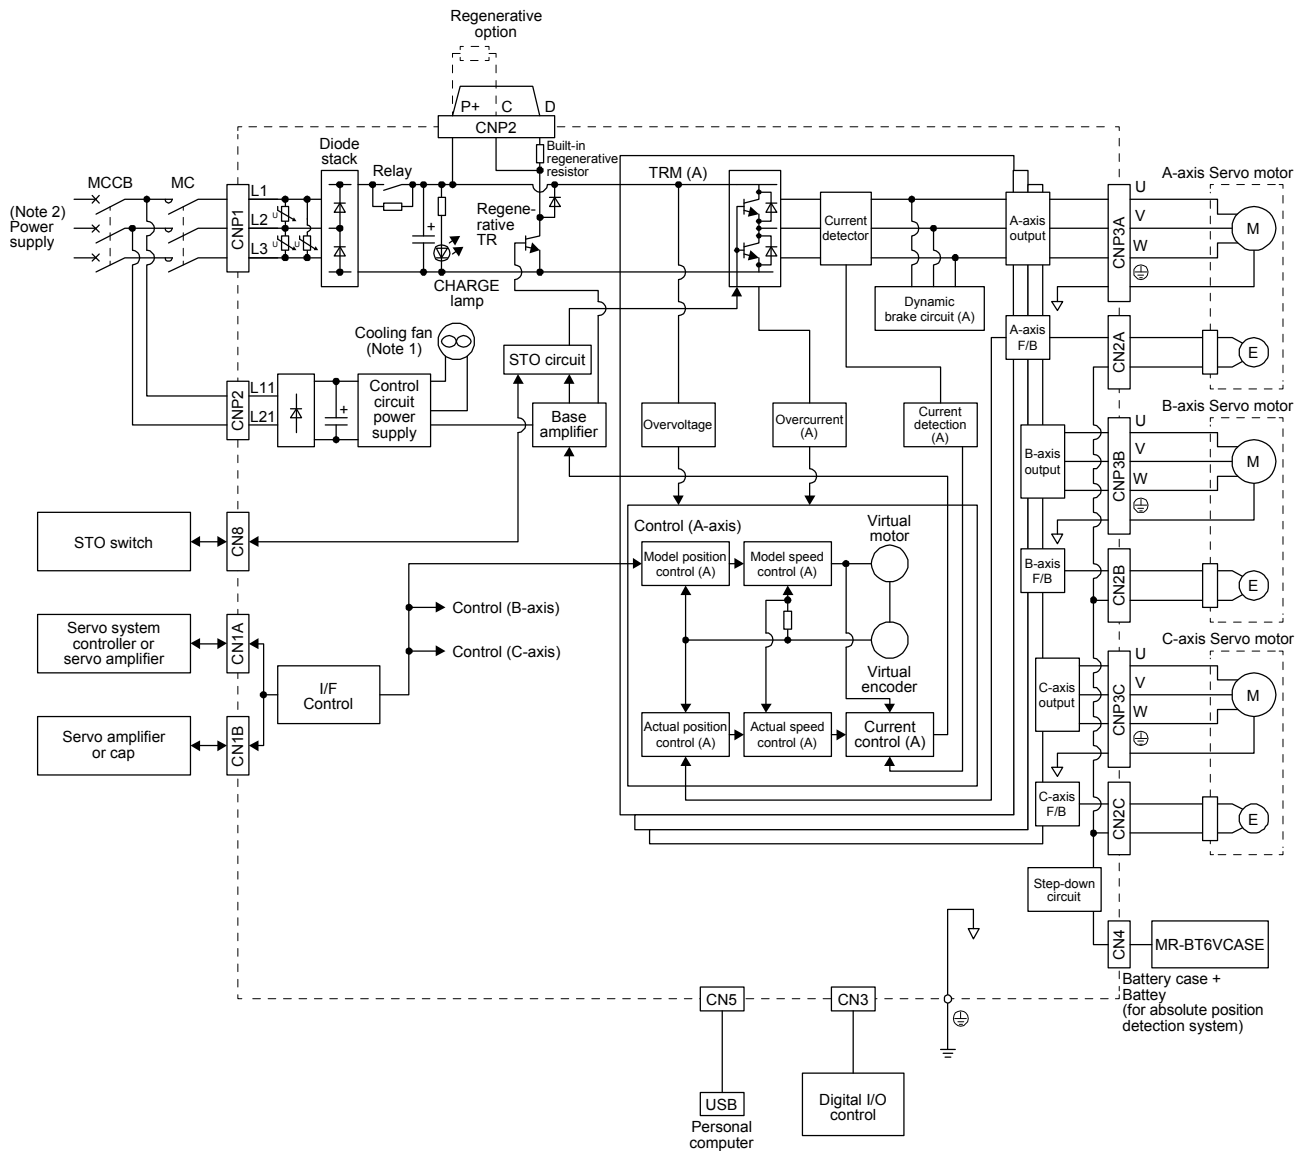 Regenerative
option
P+ C D
CNP2
Built-in
regenerative
resistor
Diode
stack
Relay
MCCB MC
(Note 2)
Power
supply
CNP1
L1
L2
L3
U
U
U
+
CHARGE
lamp
Regene-
rative
TR
TRM (A)
Current
detector
Dynamic
brake circuit (A)
A-axis
output
CNP3A
U
V
W
A-axis Servo motor
M
A-axis
F/B
CN2A
E
Cooling fan
(Note 1)
CNP2
L11
L21
+
Control
circuit
power
supply
STO circuit
Base
amplifier
Overvoltage
Overcurrent
(A)
Current
detection
(A)
B-axis Servo motor
B-axis
output
CNP3B
U
V
W
M
B-axis
F/B
CN2B
E
STO switch
CN8
Control (A-axis)
Virtual
motor
Model position
control (A)
Model speed
control (A)
Control (B-axis)
Control (C-axis)
Virtual
encoder
Actual position
control (A)
Actual speed
control (A)
Current
control (A)
Servo system
controller or
servo amplifier
CN1A
I/F
Control
Servo amplifier
or cap
CN1B
C-axis Servo motor
C-axis
output
CNP3C
U
V
W
M
C-axis
F/B
CN2C
E
Step-down
circuit
CN4
MR-BT6VCASE
Battery case +
Battey
(for absolute position
detection system)
CN5
CN3
USB
Personal
computer
Digital I/O
control